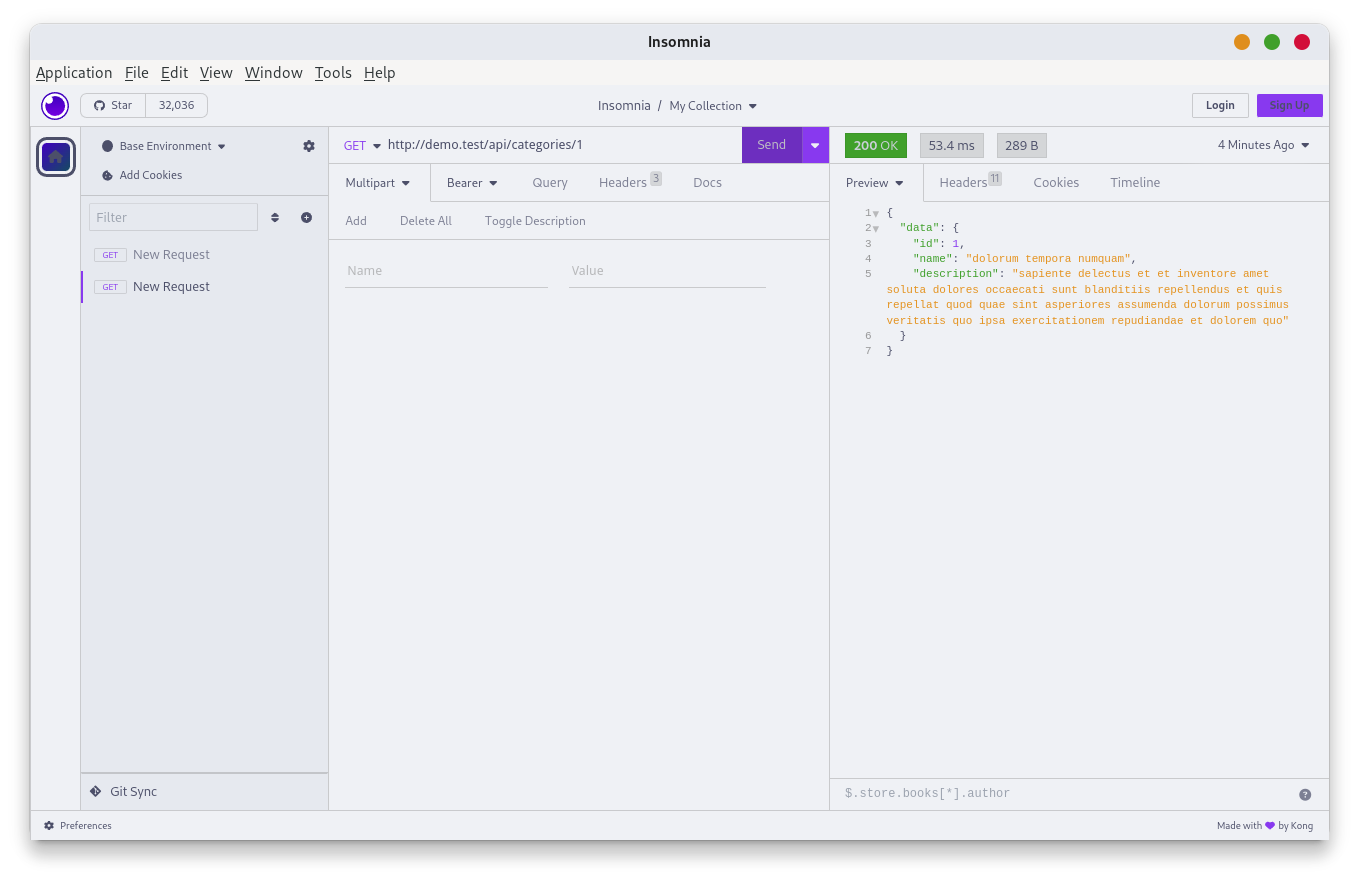 Insomnia
Application File Edit View Window Tools Help
Star 32,036
Insomnia / My Collection
Login Sign Up
Base Environment
Add Cookies
Filter
GET New Request
GET New Request
Git Sync
GET http://demo.test/api/categories/1 Send
Multipart Bearer Query Headers 3 Docs
Add Delete All Toggle Description
Name Value
200 OK 53.4 ms 289 B 4 Minutes Ago
Preview Headers 11 Cookies Timeline
1 {
2 "data": {
3 "id": 1,
4 "name": "dolorum tempora numquam",
5 "description": "sapiente delectus et et inventore amet
soluta dolores occaecati sunt blanditiis repellendus et quis
repellat quod quae sint asperiores assumenda dolorum possimus
veritatis quo ipsa exercitationem repudiandae et dolorem quo"
6 }
7 }
$.store.books[*].author ?
Preferences
Made with 💜 by Kong